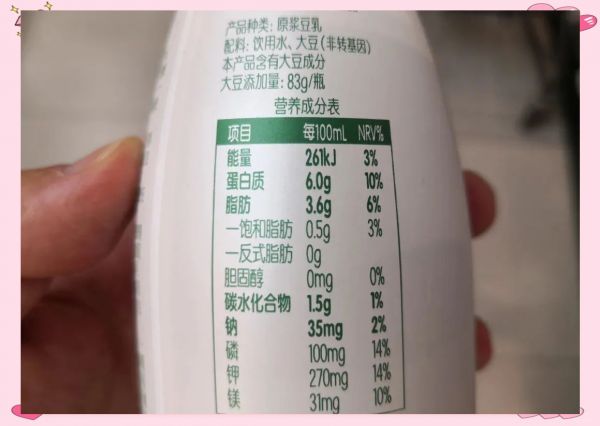 产品种类：原浆豆乳
配料：饮用水、大豆(非转基因)
本产品含有大豆成分
大豆添加量：83g/瓶
营养成分表
项目 每100mL NRV%
能量 261kJ 3%
蛋白质 6.0g 10%
脂肪 3.6g 6%
—饱和脂肪 0.5g 3%
—反式脂肪 0g
胆固醇 0mg 0%
碳水化合物 1.5g 1%
钠 35mg 2%
磷 100mg 14%
钾 270mg 14%
镁 31mg 10%